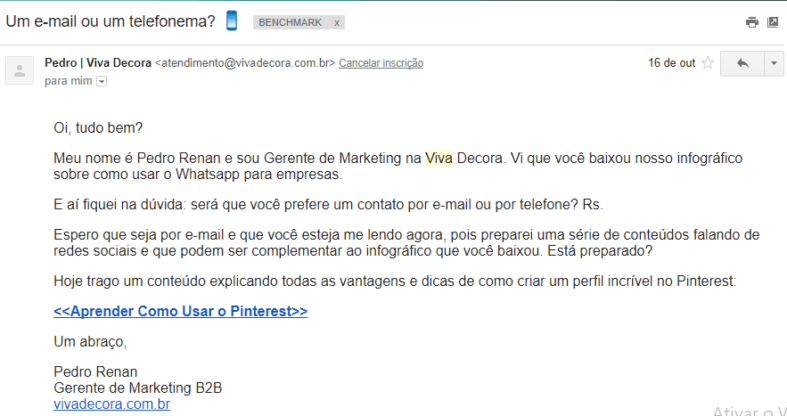 Um e-mail ou um telefonema? 📱 BENCHMARK x
Pedro | Viva Decora <atendimento@vivadecora.com.br> Cancelar inscrição 16 de out
para mim
Oi, tudo bem?
Meu nome é Pedro Renan e sou Gerente de Marketing na Viva Decora. Vi que você baixou nosso infográfico
sobre como usar o Whatsapp para empresas.
E aí fiquei na dúvida: será que você prefere um contato por e-mail ou por telefone? Rs.
Espero que seja por e-mail e que você esteja me lendo agora, pois preparei uma série de conteúdos falando de
redes sociais e que podem ser complementar ao infográfico que você baixou. Está preparado?
Hoje trago um conteúdo explicando todas as vantagens e dicas de como criar um perfil incrível no Pinterest:
<<Aprender Como Usar o Pinterest>>
Um abraço,
Pedro Renan
Gerente de Marketing B2B
vivadecora.com.br
Ativar o